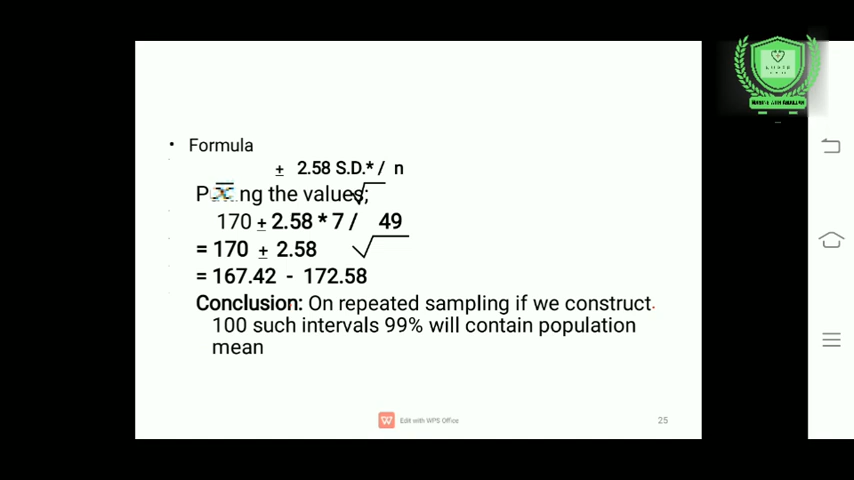 • Formula
± 2.58 S.D.* / √n
x̅ng the values;
170 ± 2.58 * 7 / √49
= 170 ± 2.58
= 167.42 - 172.58
Conclusion: On repeated sampling if we construct
100 such intervals 99% will contain population
mean
Edit with WPS Office
25